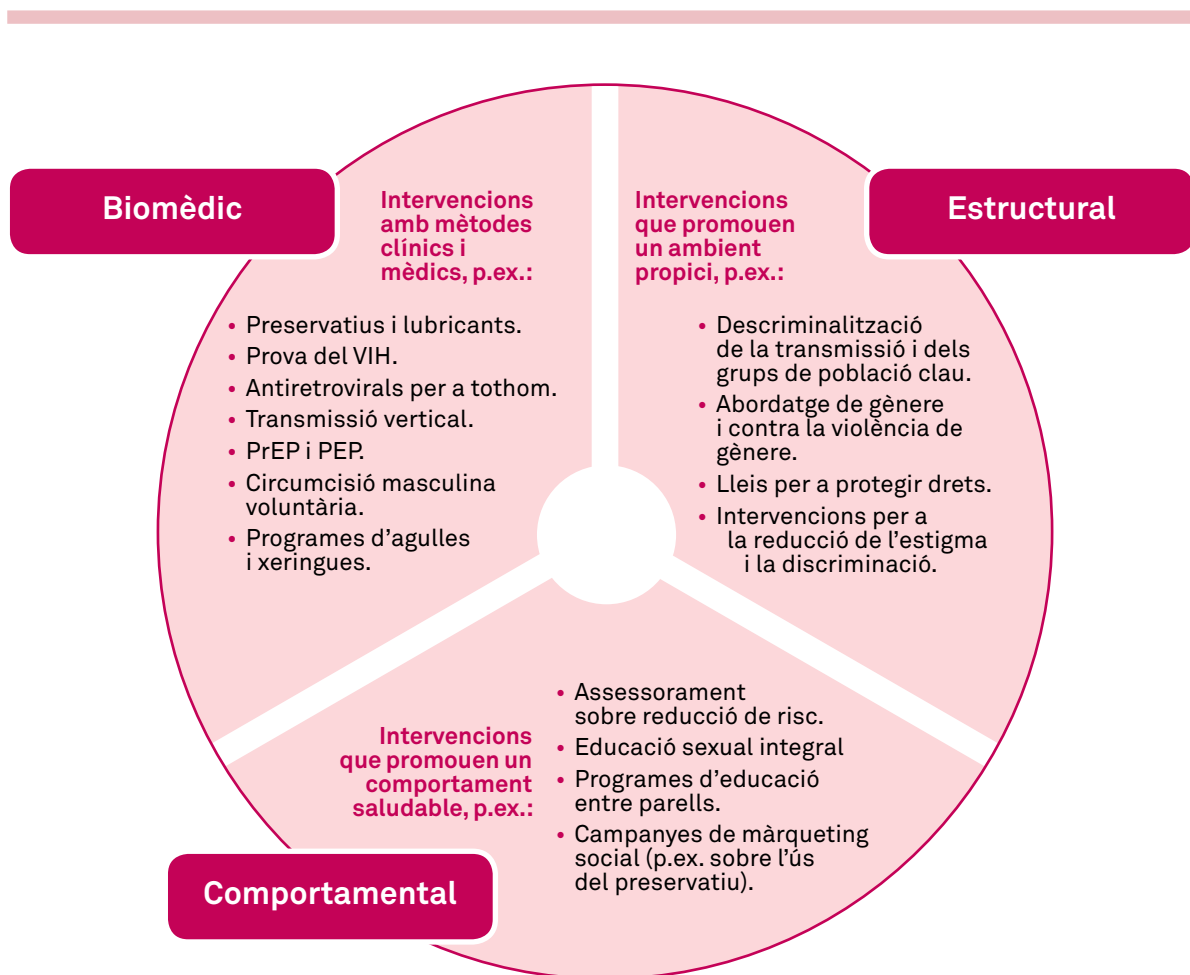 Biomèdic
Intervencions
amb mètodes
clínics i
mèdics, p.ex.:
• Preservatius i lubricants.
• Prova del VIH.
• Antiretrovirals per a tothom.
• Transmissió vertical.
• PrEP i PEP.
• Circumcisió masculina
voluntària.
• Programes d’agulles
i xeringues.
Estructural
Intervencions
que promouen
un ambient
propici, p.ex.:
• Descriminalització
de la transmissió i dels
grups de població clau.
• Abordatge de gènere
i contra la violència de
gènere.
• Lleis per a protegir drets.
• Intervencions per a
la reducció de l’estigma
i la discriminació.
Comportamental
Intervencions
que promouen un
comportament
saludable, p.ex.:
• Assessorament
sobre reducció de risc.
• Educació sexual integral
• Programes d’educació
entre parells.
• Campanyes de màrqueting
social (p.ex. sobre l’ús
del preservatiu).